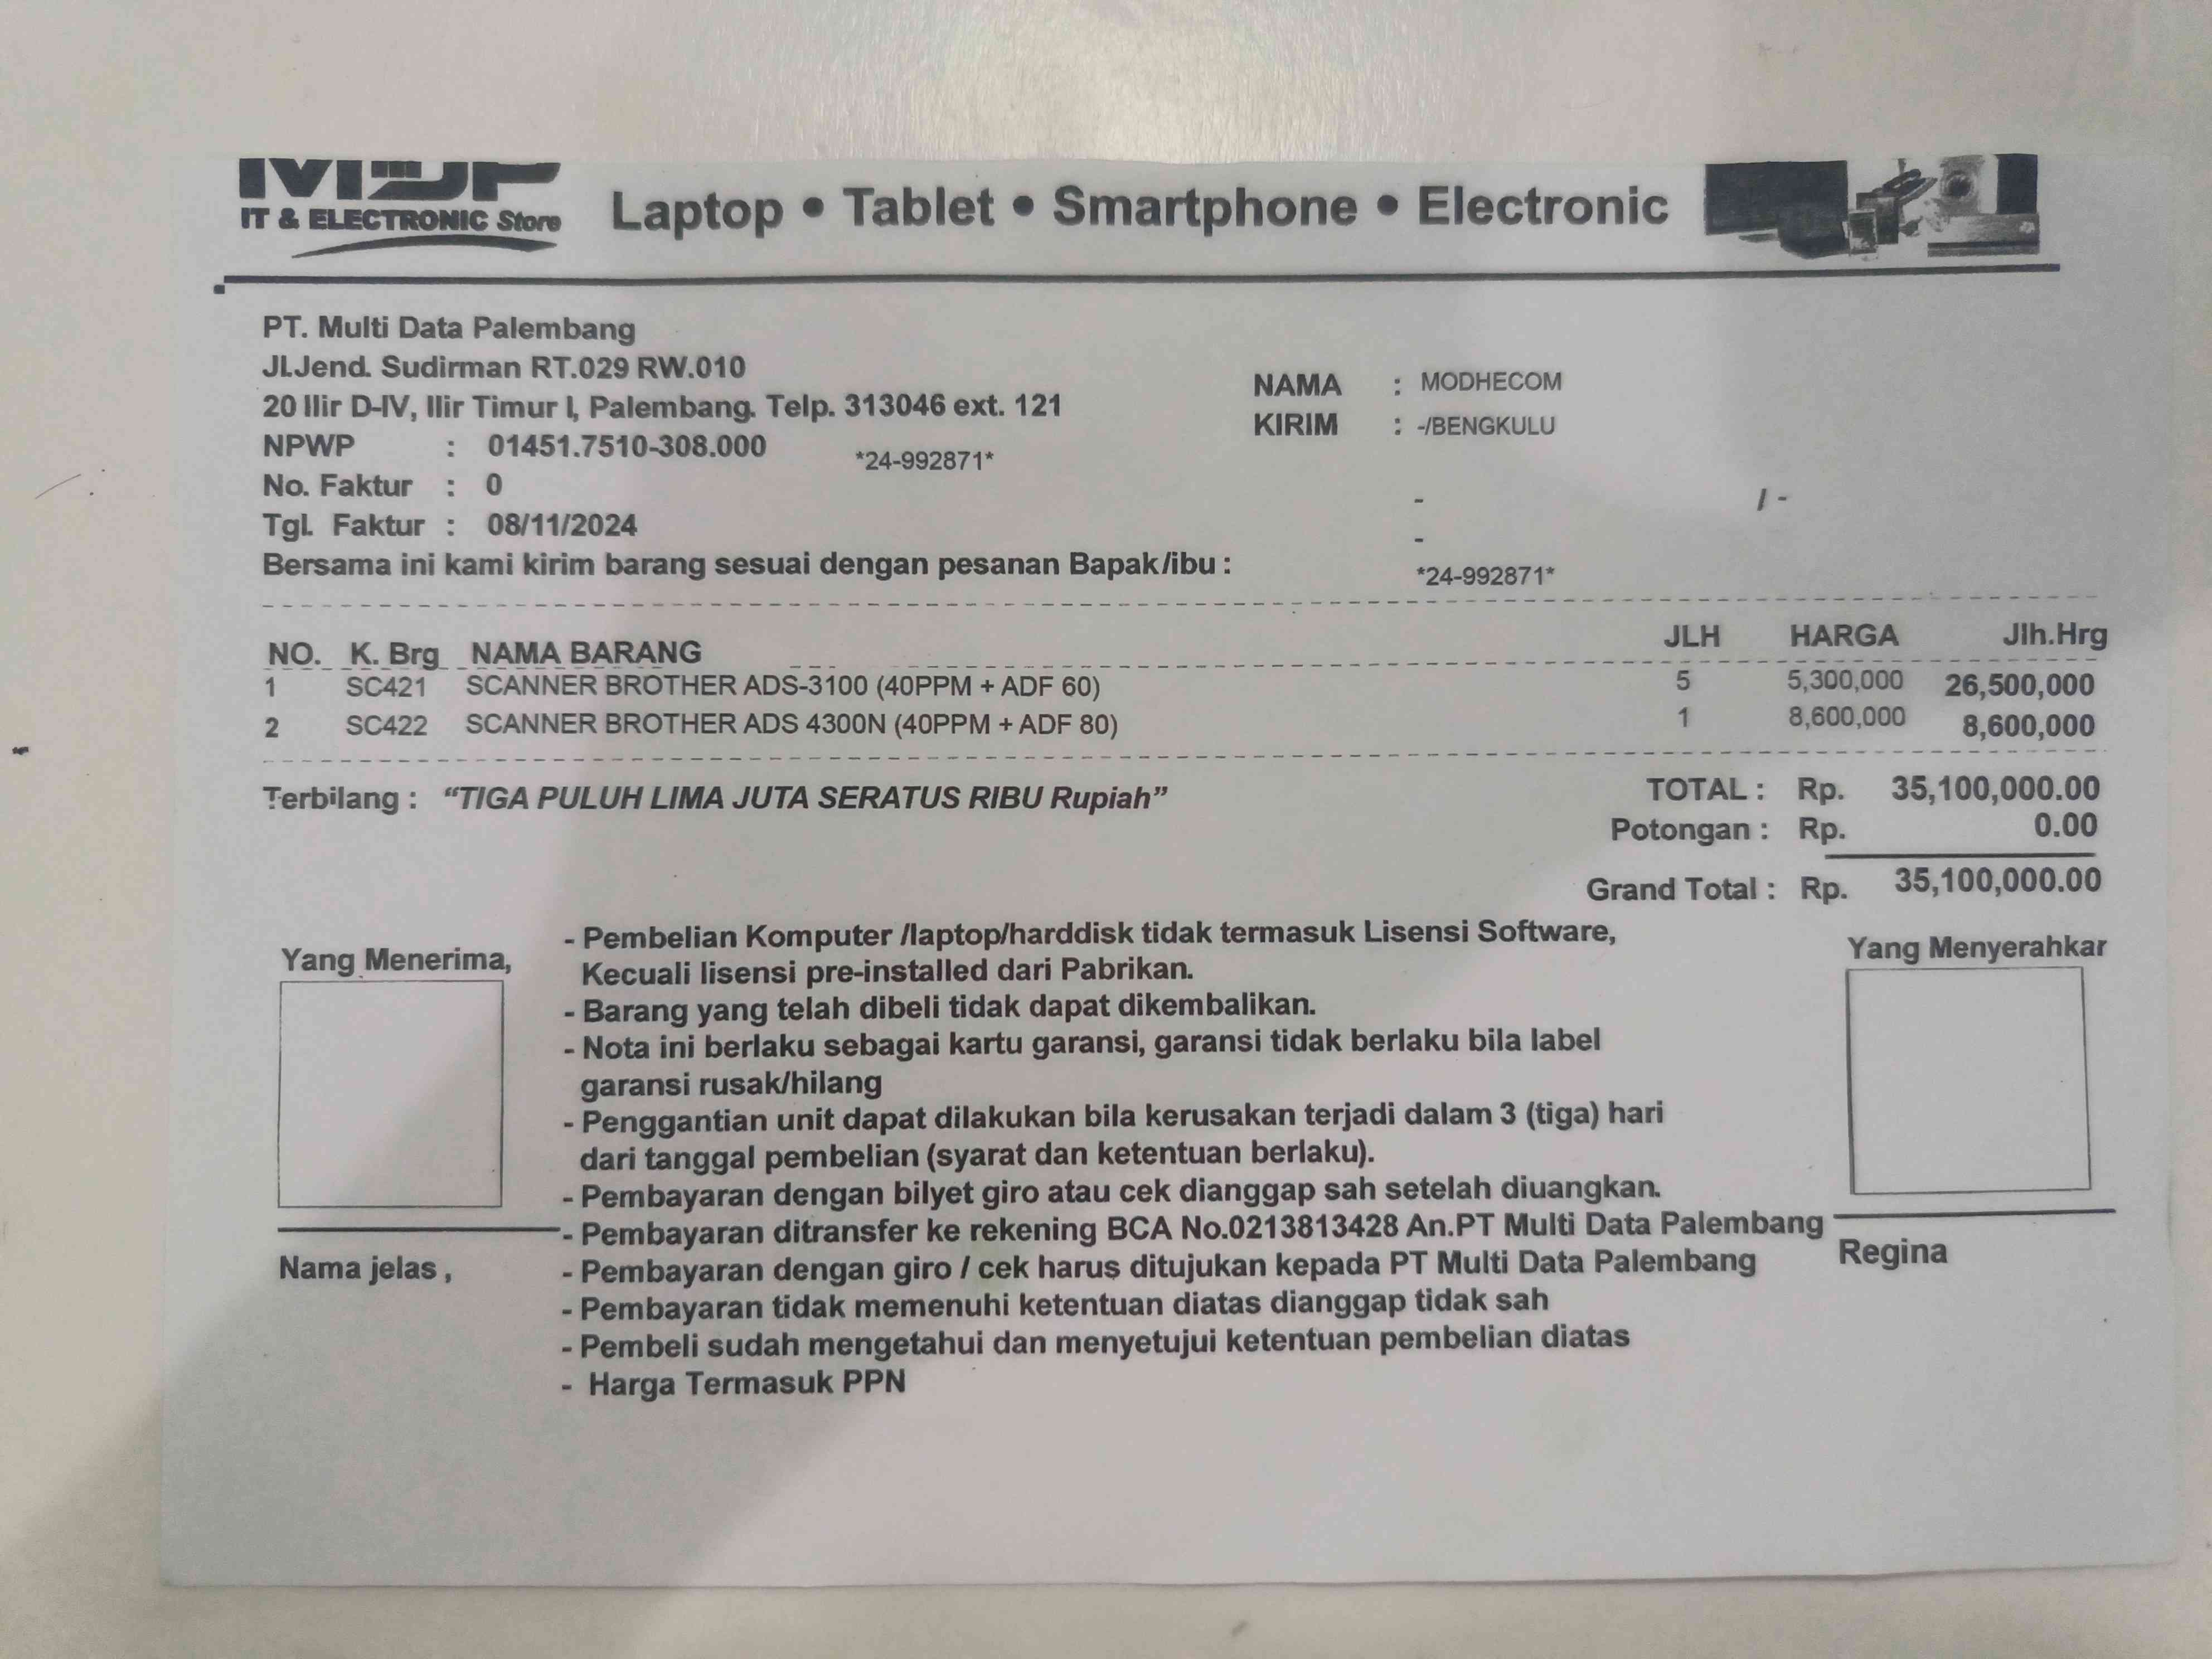 MDP
IT & ELECTRONIC Store
Laptop • Tablet • Smartphone • Electronic
PT. Multi Data Palembang
Jl.Jend. Sudirman RT.029 RW.010
20 Ilir D-IV, Ilir Timur I, Palembang. Telp. 313046 ext. 121
NPWP : 01451.7510-308.000
*24-992871*
No. Faktur : 0
Tgl. Faktur : 08/11/2024
Bersama ini kami kirim barang sesuai dengan pesanan Bapak/ibu :
NAMA : MODHECOM
KIRIM : -/BENGKULU
- / -
-
*24-992871*
NO. K. Brg NAMA BARANG JLH HARGA Jlh.Hrg
1 SC421 SCANNER BROTHER ADS-3100 (40PPM + ADF 60) 5 5,300,000 26,500,000
2 SC422 SCANNER BROTHER ADS 4300N (40PPM + ADF 80) 1 8,600,000 8,600,000
Terbilang : “TIGA PULUH LIMA JUTA SERATUS RIBU Rupiah”
TOTAL : Rp. 35,100,000.00
Potongan : Rp. 0.00
Grand Total : Rp. 35,100,000.00
Yang Menerima,
Nama jelas ,
- Pembelian Komputer /laptop/harddisk tidak termasuk Lisensi Software,
Kecuali lisensi pre-installed dari Pabrikan.
- Barang yang telah dibeli tidak dapat dikembalikan.
- Nota ini berlaku sebagai kartu garansi, garansi tidak berlaku bila label
garansi rusak/hilang
- Penggantian unit dapat dilakukan bila kerusakan terjadi dalam 3 (tiga) hari
dari tanggal pembelian (syarat dan ketentuan berlaku).
- Pembayaran dengan bilyet giro atau cek dianggap sah setelah diuangkan.
- Pembayaran ditransfer ke rekening BCA No.0213813428 An.PT Multi Data Palembang
- Pembayaran dengan giro / cek harus ditujukan kepada PT Multi Data Palembang
- Pembayaran tidak memenuhi ketentuan diatas dianggap tidak sah
- Pembeli sudah mengetahui dan menyetujui ketentuan pembelian diatas
- Harga Termasuk PPN
Yang Menyerahkar
Regina